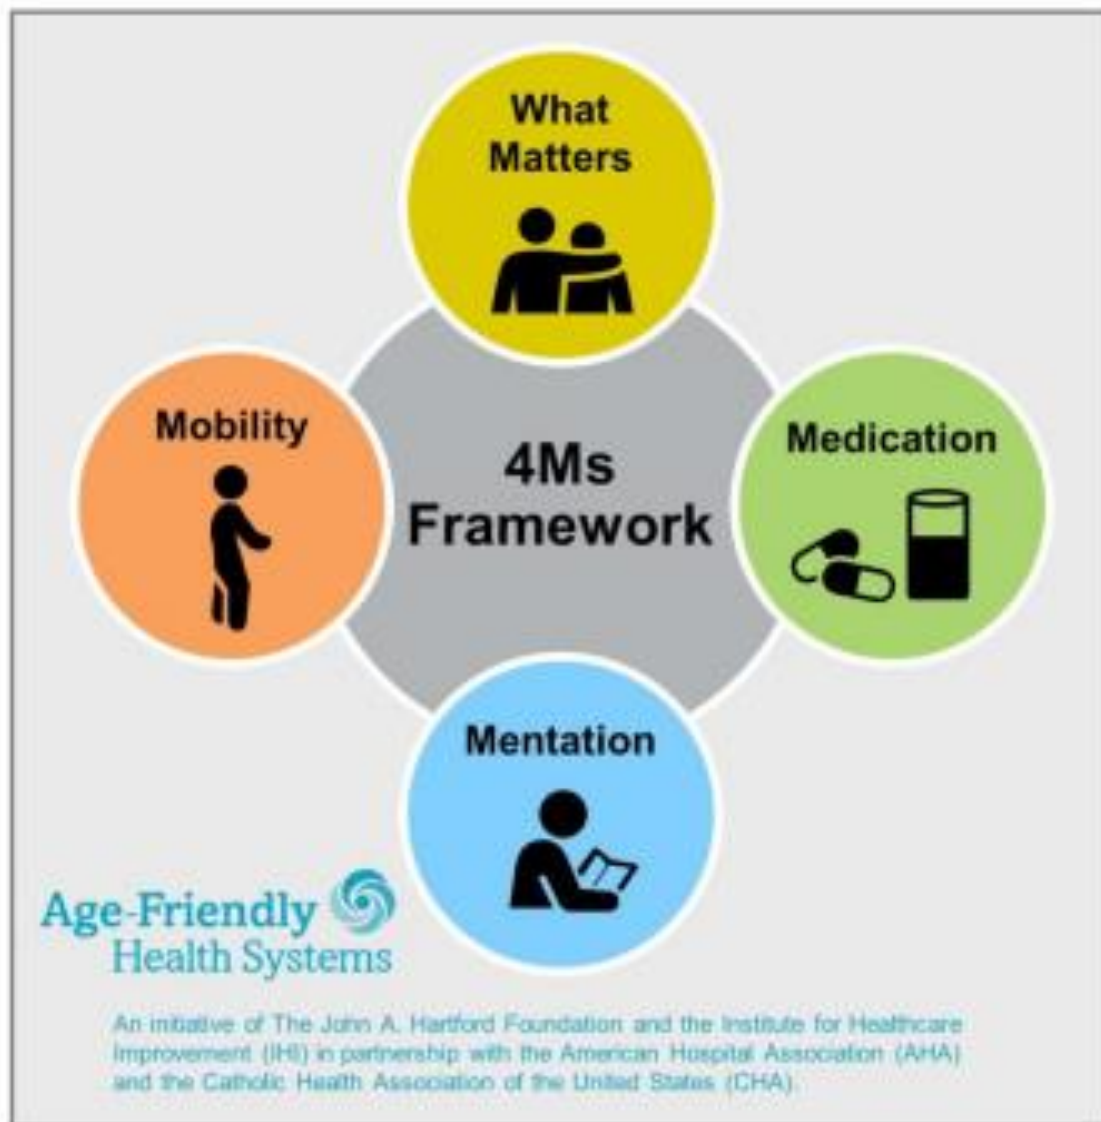 What
Matters
Mobility
4Ms
Framework
Medication
Mentation
Age-Friendly
Health Systems
An initiative of The John A. Hartford Foundation and the Institute for Healthcare
Improvement (IHI) in partnership with the American Hospital Association (AHA)
and the Catholic Health Association of the United States (CHA).